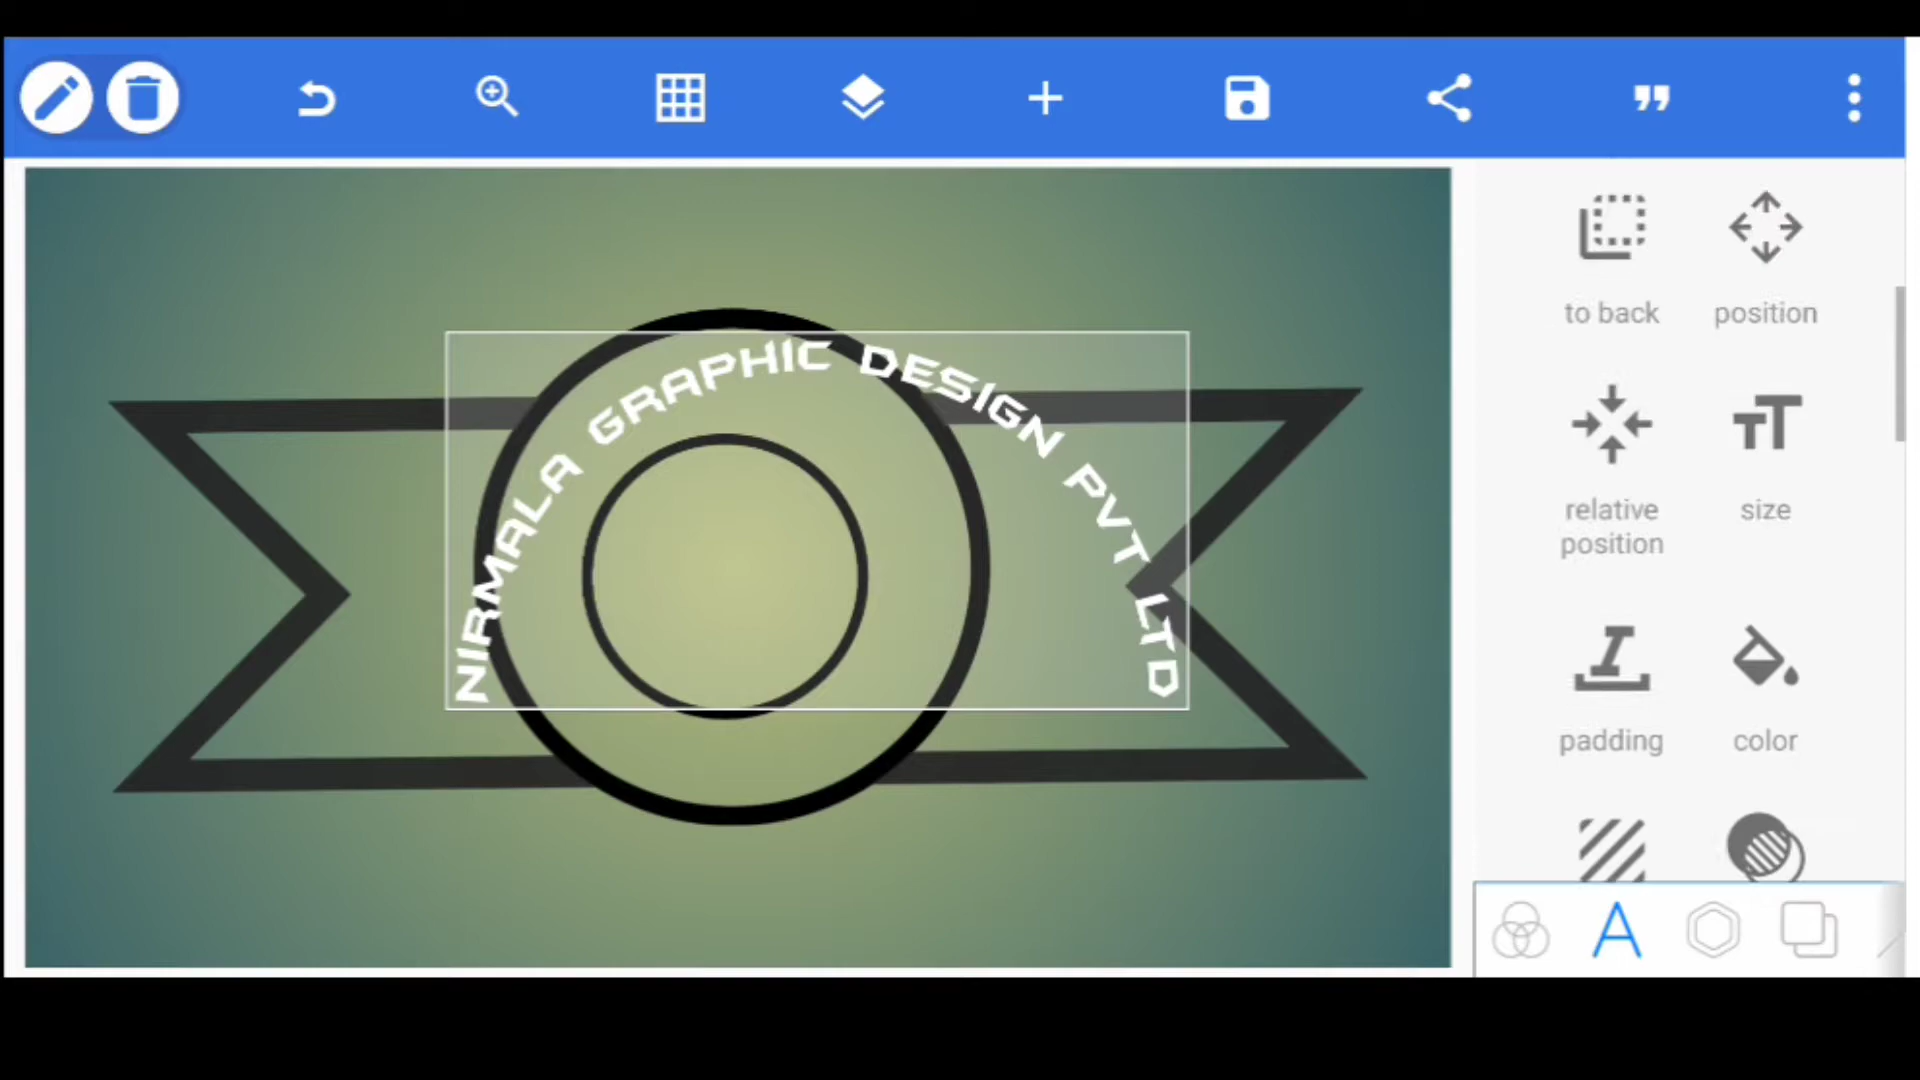 NIRMALA GRAPHIC DESIGN PVT LTD
to back
position
relative
position
size
padding
color